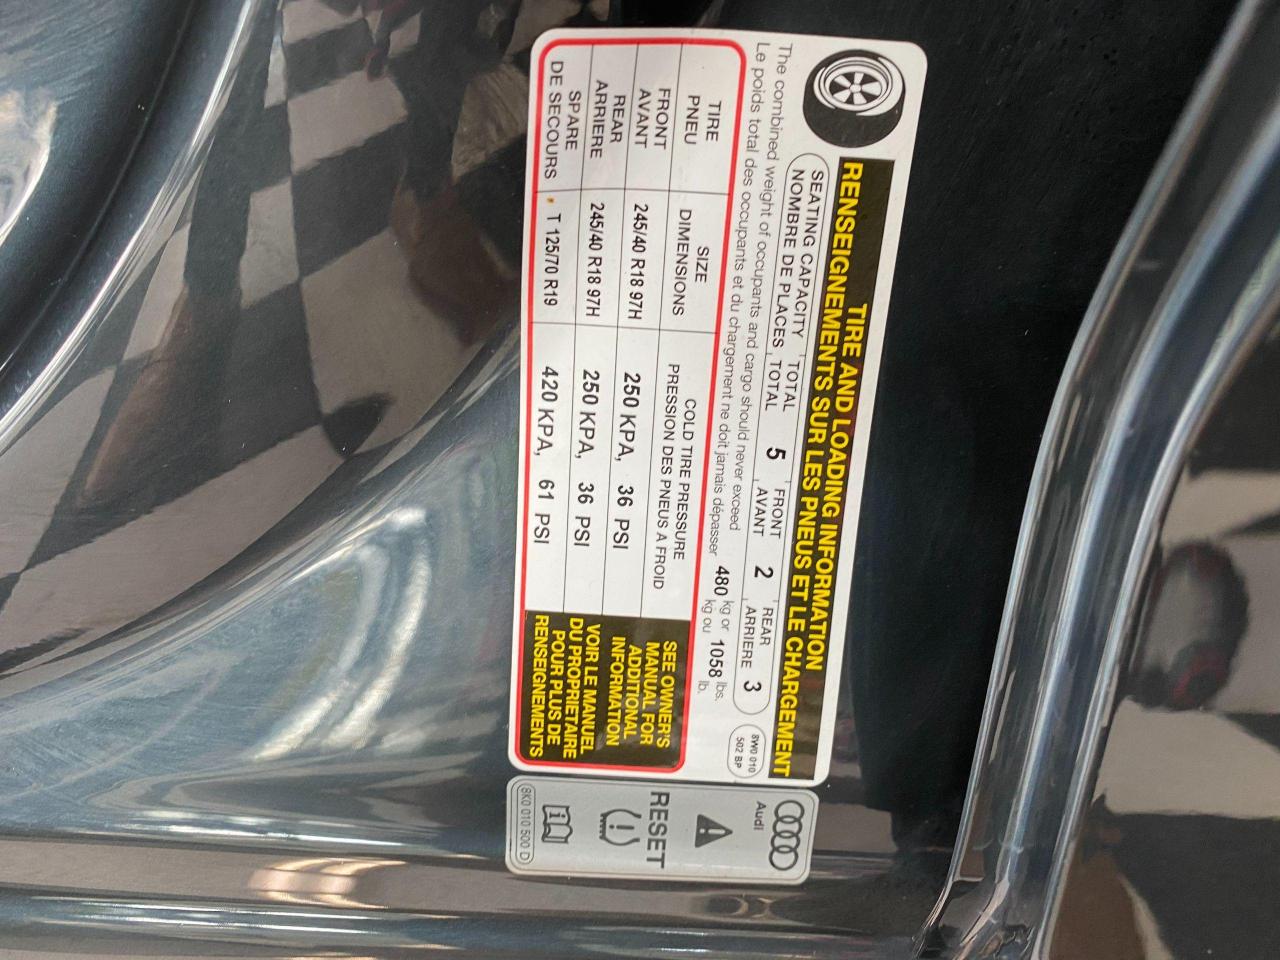 TIRE AND LOADING INFORMATION
RENSEIGNEMENTS SUR LES PNEUS ET LE CHARGEMENT
SEATING CAPACITY TOTAL 5 FRONT 2 REAR 3
NOMBRE DE PLACES TOTAL AVANT ARRIERE
8W0 010
502 BP
The combined weight of occupants and cargo should never exceed 480 kg or 1058 lbs.
Le poids total des occupants et du chargement ne doit jamais dépasser kg ou lb.
TIRE SIZE COLD TIRE PRESSURE
PNEU DIMENSIONS PRESSION DES PNEUS A FROID
FRONT
AVANT 245/40 R18 97H 250 KPA, 36 PSI
REAR
ARRIERE 245/40 R18 97H 250 KPA, 36 PSI
SPARE
DE SECOURS T 125/70 R19 420 KPA, 61 PSI
SEE OWNER'S
MANUAL FOR
ADDITIONAL
INFORMATION
VOIR LE MANUEL
DU PROPRIETAIRE
POUR PLUS DE
RENSEIGNEMENTS
Audi
RESET
8K0 010 500 D